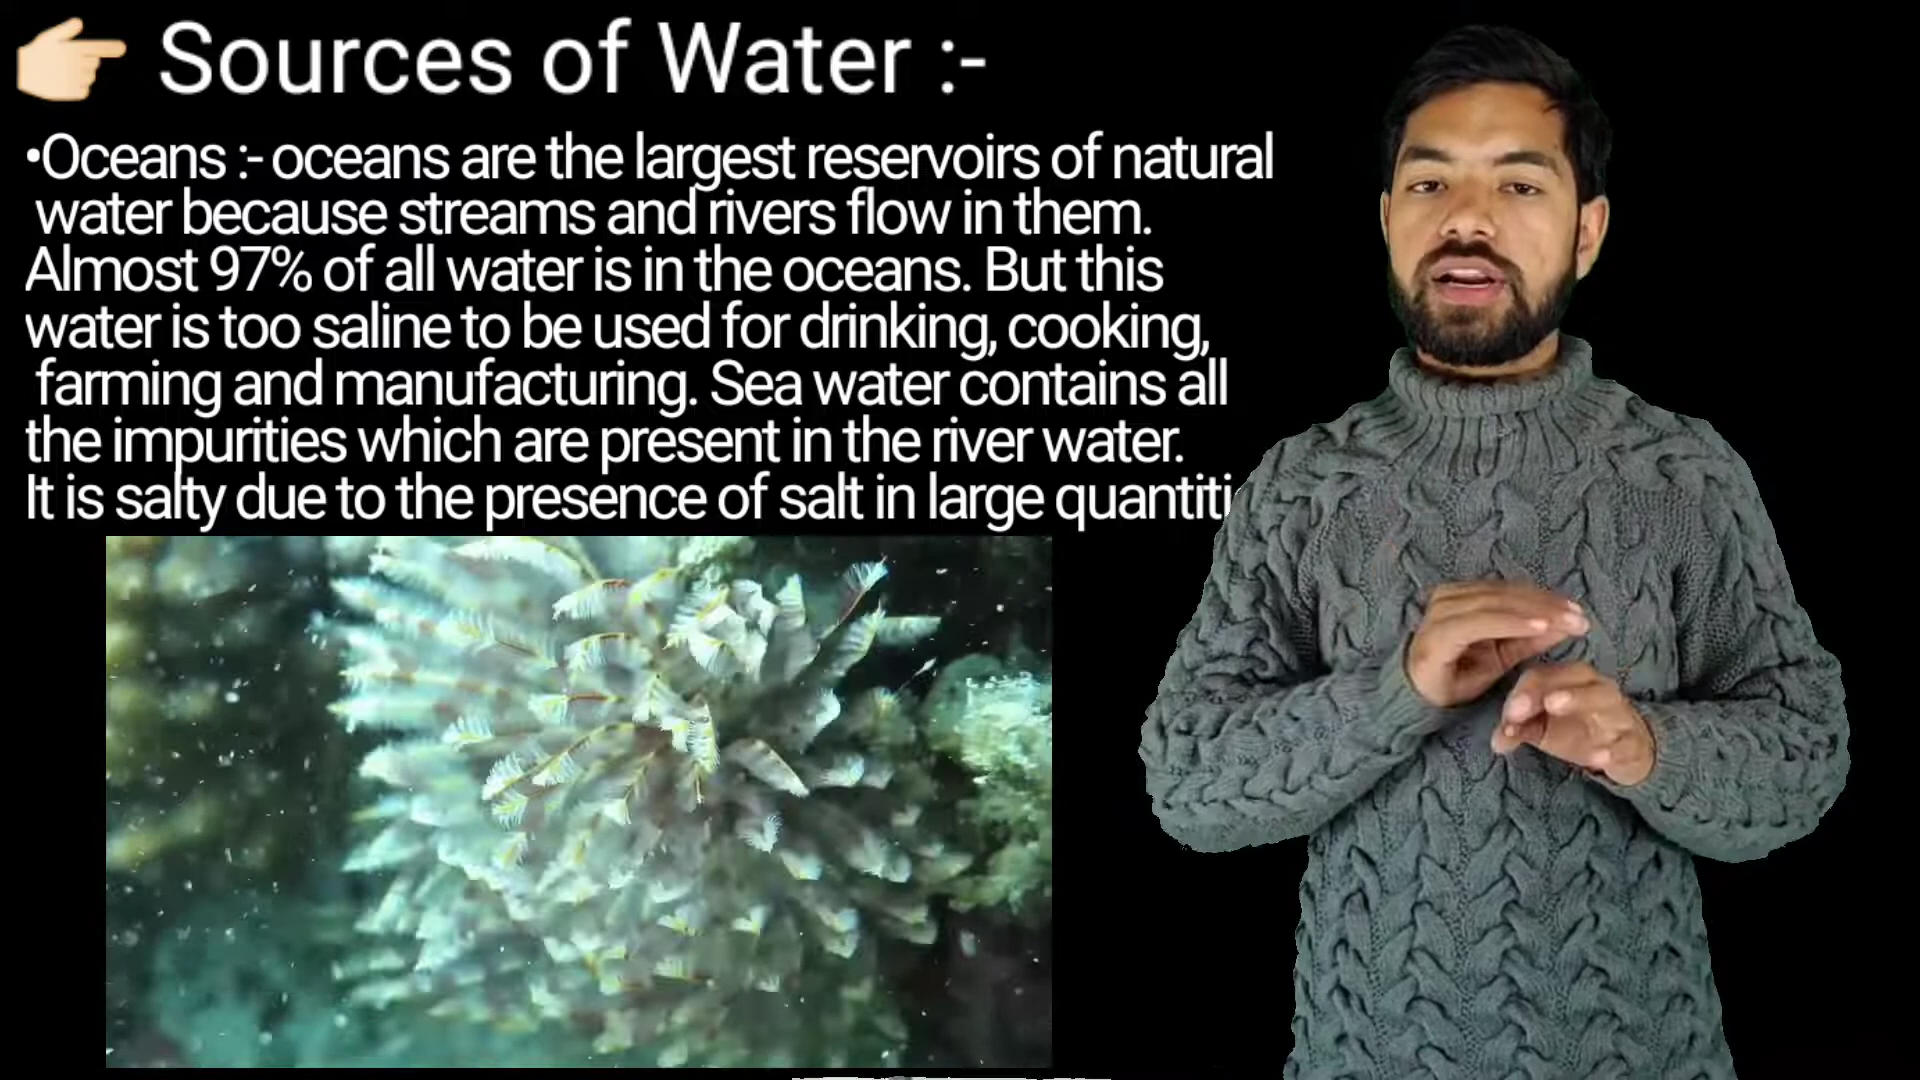 Sources of Water :-
•Oceans :- oceans are the largest reservoirs of natural
water because streams and rivers flow in them.
Almost 97% of all water is in the oceans. But this
water is too saline to be used for drinking, cooking,
farming and manufacturing. Sea water contains all
the impurities which are present in the river water.
It is salty due to the presence of salt in large